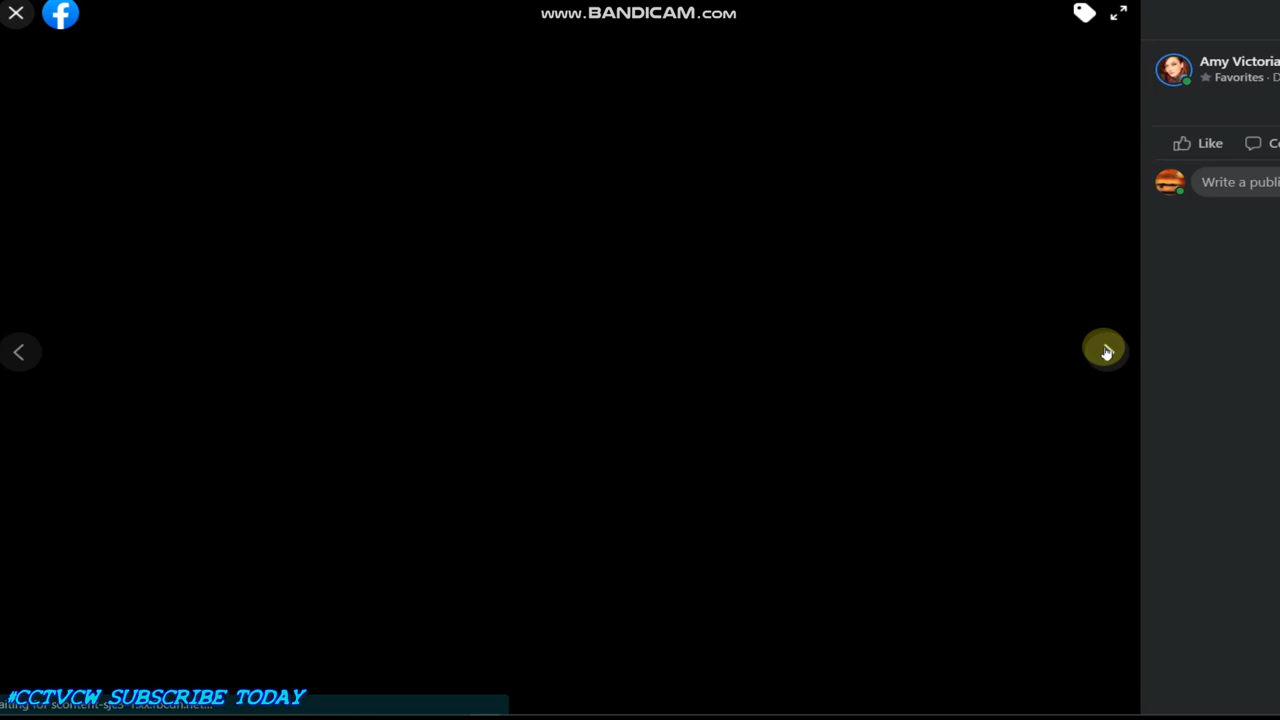 www.BANDICAM.com
Amy Victoria
Favorites · D
Like
Write a publi
#CCTVCW SUBSCRIBE TODAY